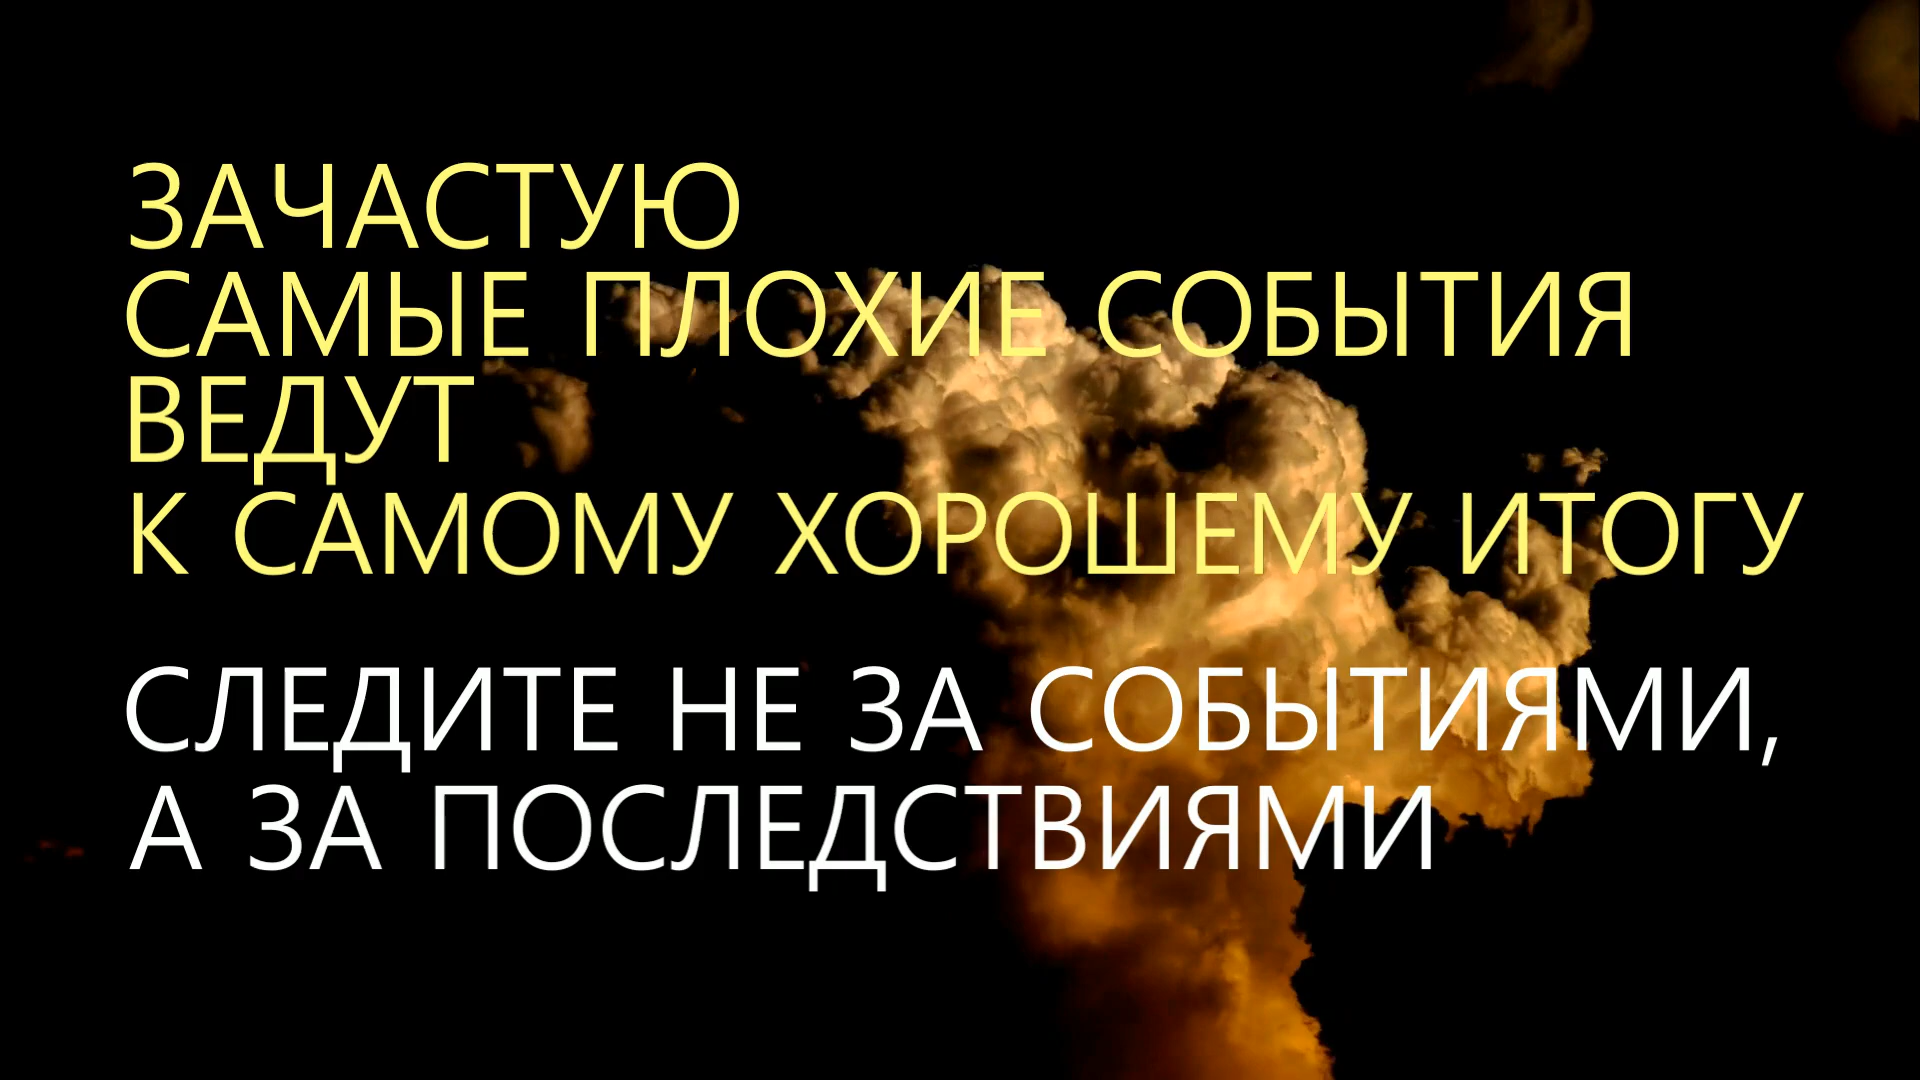 ЗАЧАСТУЮ
САМЫЕ ПЛОХИЕ СОБЫТИЯ
ВЕДУТ
К САМОМУ ХОРОШЕМУ ИТОГУ
СЛЕДИТЕ НЕ ЗА СОБЫТИЯМИ,
А ЗА ПОСЛЕДСТВИЯМИ